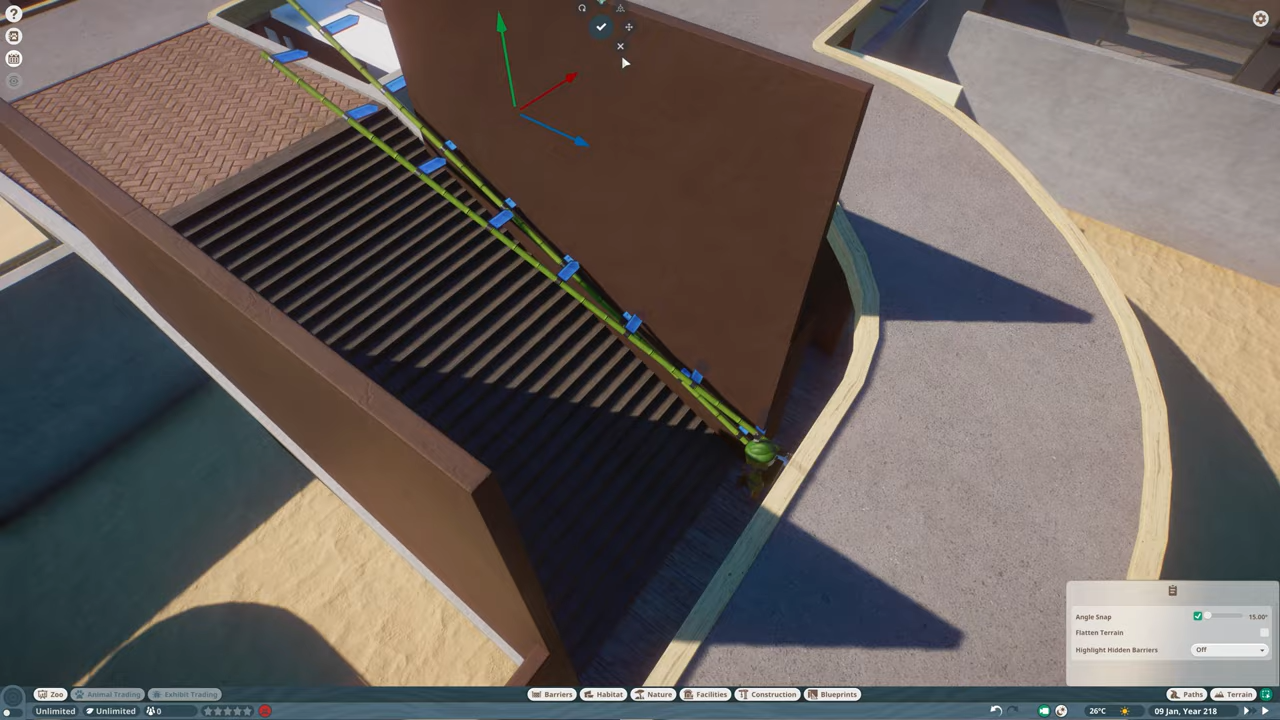 ?
Angle Snap 15.00°
Flatten Terrain
Highlight Hidden Barriers Off
Zoo Animal Trading Exhibit Trading Barriers Habitat Nature Facilities Construction Blueprints Paths Terrain
Unlimited Unlimited 0 26°C 09 Jan, Year 218